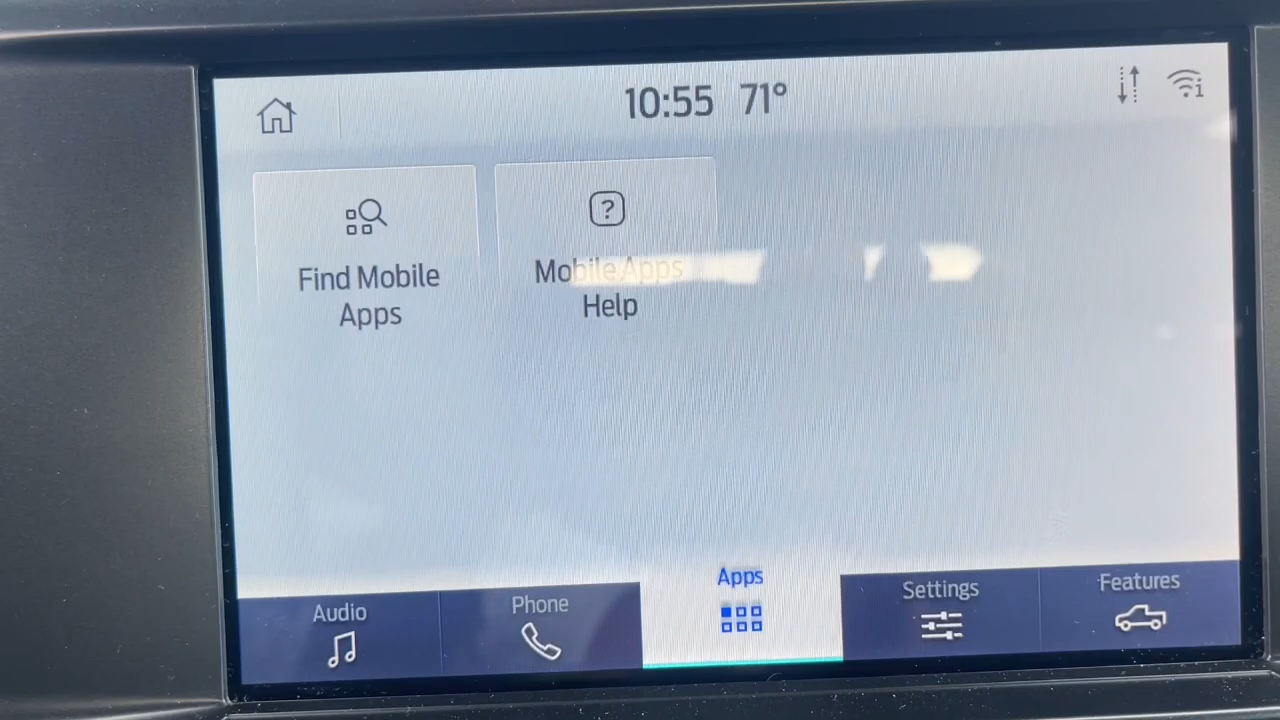 10:55 71°
Find Mobile
Apps
Mobile Apps
Help
Audio
Phone
Apps
Settings
Features